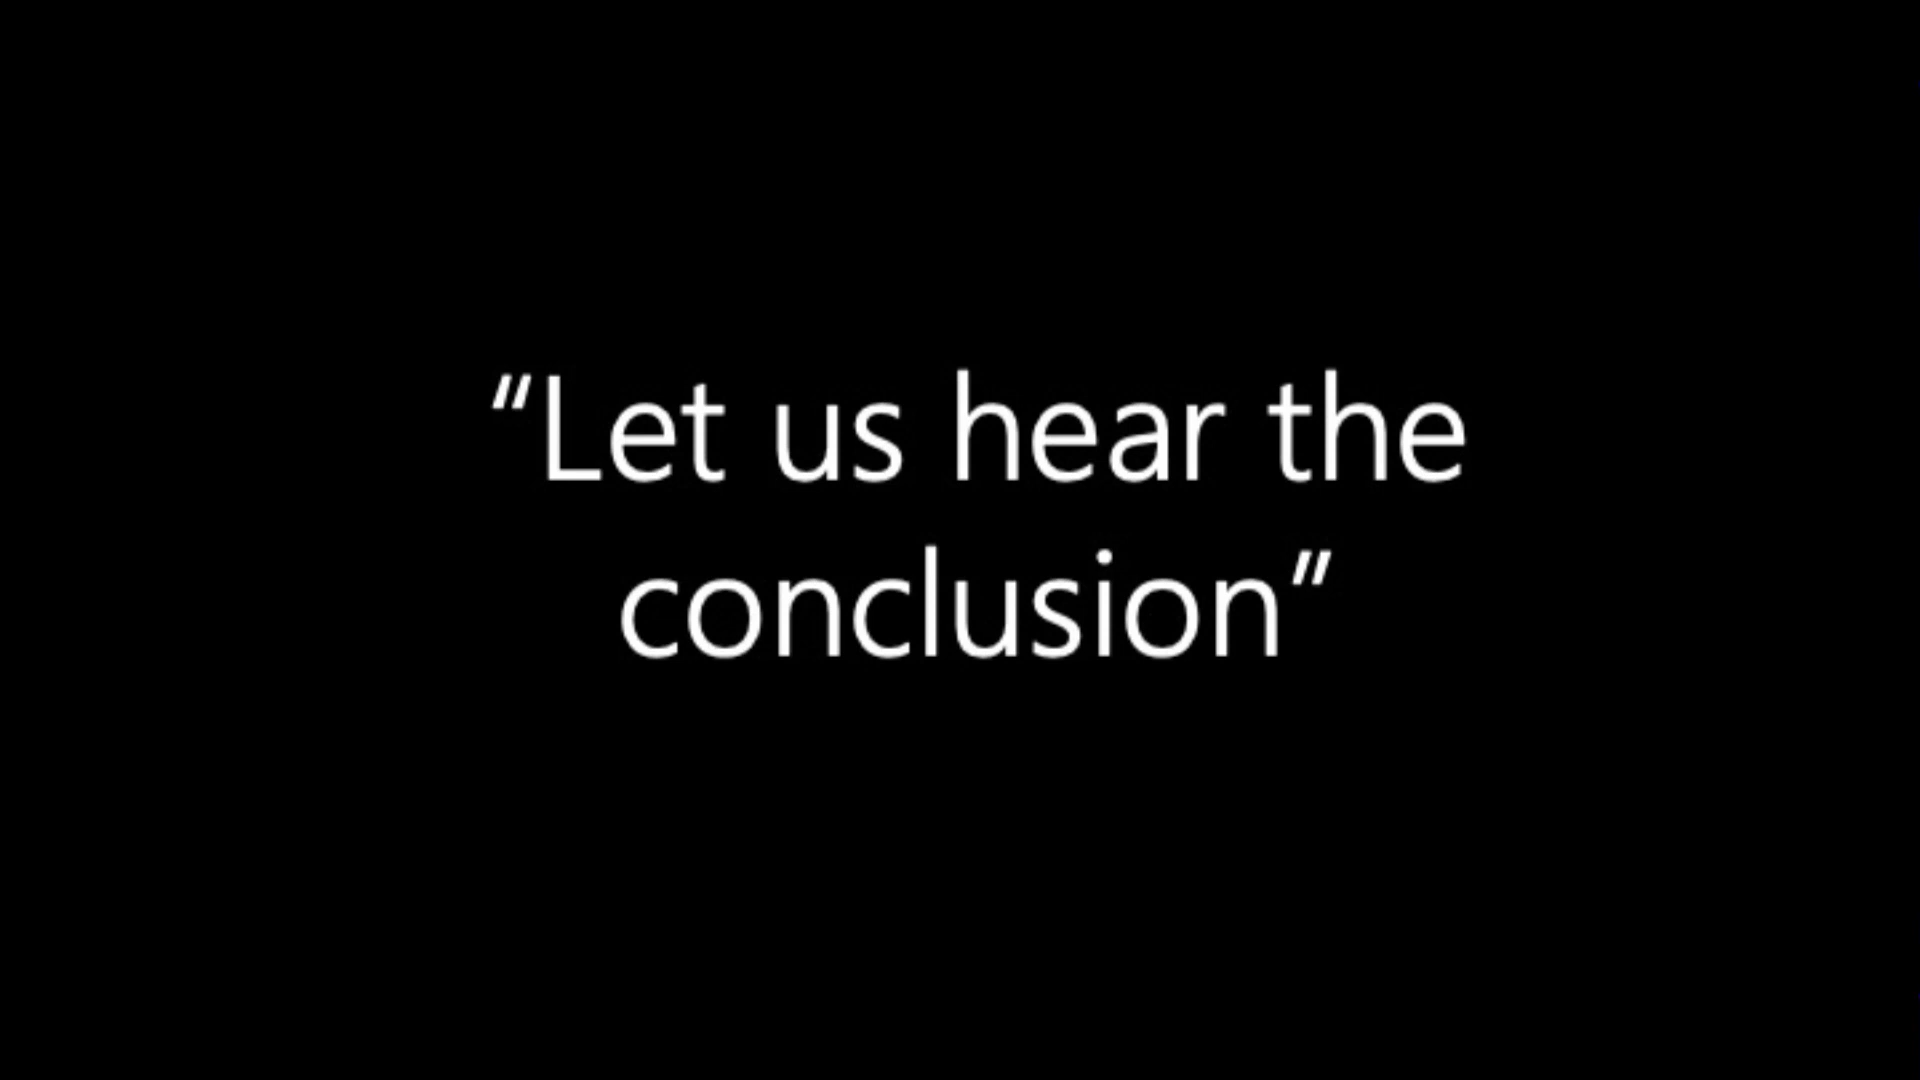 “Let us hear the
conclusion”